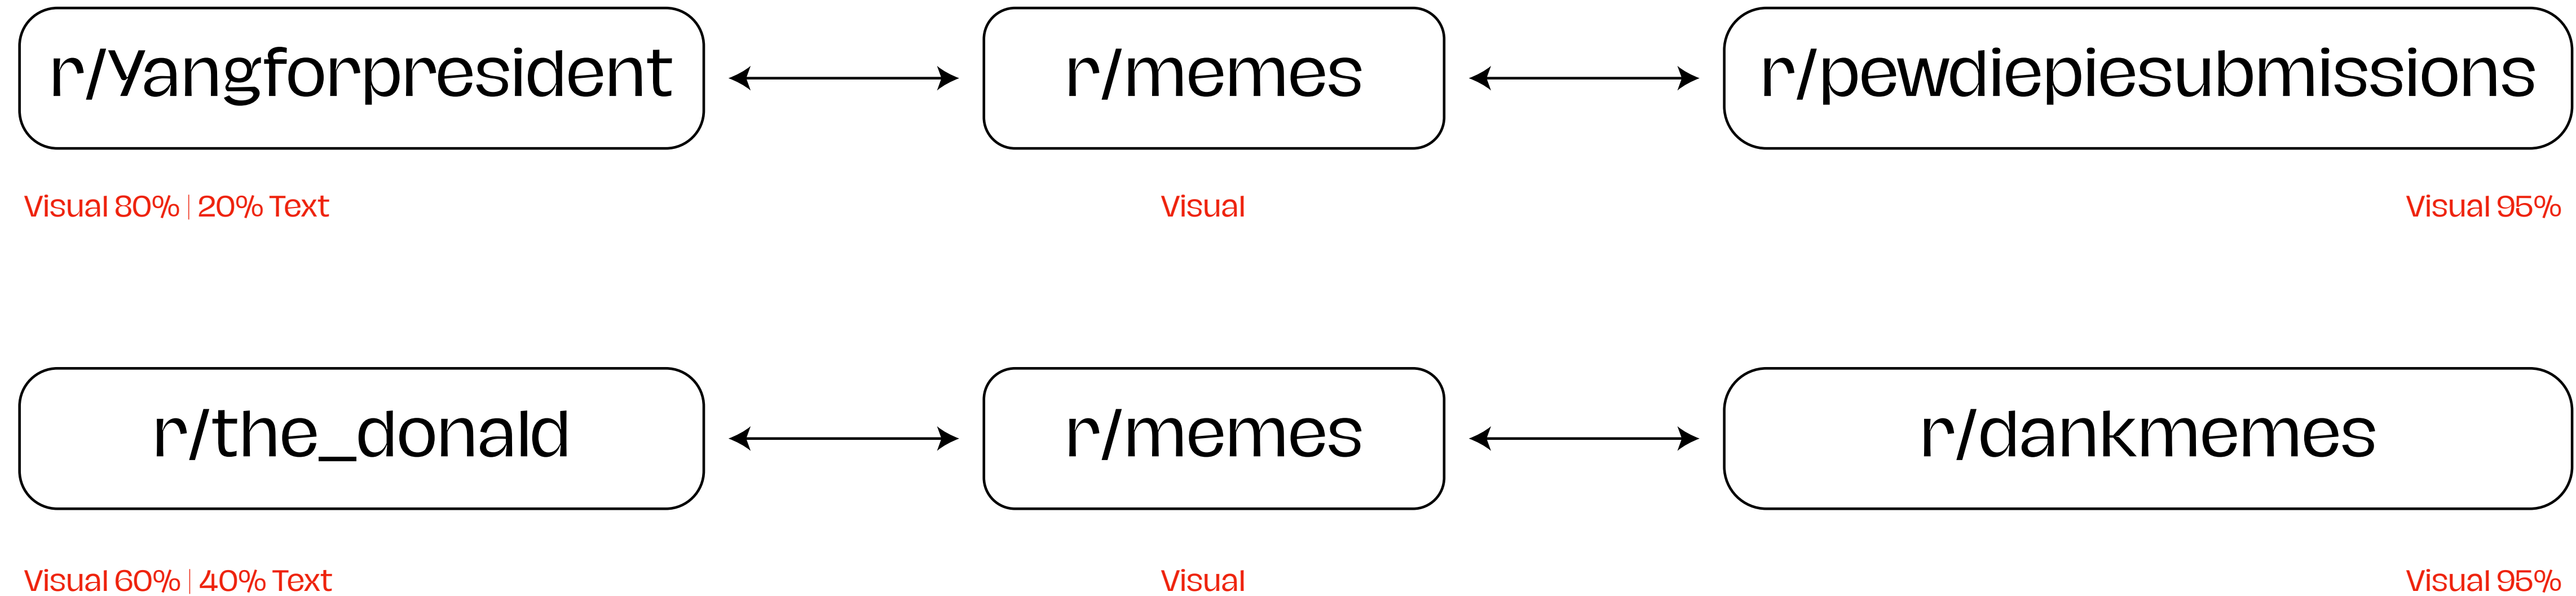 r/Yangforpresident r/memes r/pewdiepiesubmissions
Visual 80% | 20% Text Visual Visual 95%
r/the_donald r/memes r/dankmemes
Visual 60% | 40% Text Visual Visual 95%